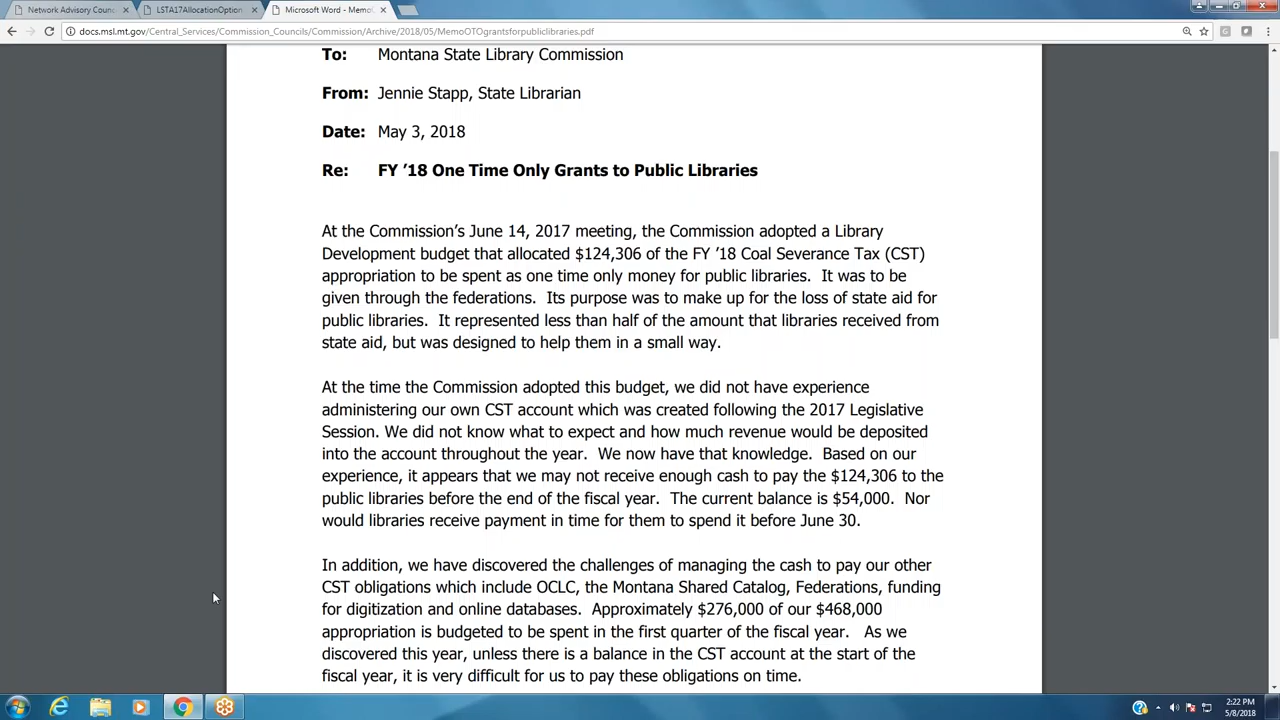 Network Advisory Counc
LSTA17AllocationOption
Microsoft Word - Memo
docs.msl.mt.gov/Central_Services/Commission_Councils/Commission/Archive/2018/05/MemoOTOgrantsforpubliclibraries.pdf
To: Montana State Library Commission
From: Jennie Stapp, State Librarian
Date: May 3, 2018
Re: FY ’18 One Time Only Grants to Public Libraries
At the Commission’s June 14, 2017 meeting, the Commission adopted a Library
Development budget that allocated $124,306 of the FY ’18 Coal Severance Tax (CST)
appropriation to be spent as one time only money for public libraries. It was to be
given through the federations. Its purpose was to make up for the loss of state aid for
public libraries. It represented less than half of the amount that libraries received from
state aid, but was designed to help them in a small way.
At the time the Commission adopted this budget, we did not have experience
administering our own CST account which was created following the 2017 Legislative
Session. We did not know what to expect and how much revenue would be deposited
into the account throughout the year. We now have that knowledge. Based on our
experience, it appears that we may not receive enough cash to pay the $124,306 to the
public libraries before the end of the fiscal year. The current balance is $54,000. Nor
would libraries receive payment in time for them to spend it before June 30.
In addition, we have discovered the challenges of managing the cash to pay our other
CST obligations which include OCLC, the Montana Shared Catalog, Federations, funding
for digitization and online databases. Approximately $276,000 of our $468,000
appropriation is budgeted to be spent in the first quarter of the fiscal year. As we
discovered this year, unless there is a balance in the CST account at the start of the
fiscal year, it is very difficult for us to pay these obligations on time.
2:22 PM
5/8/2018